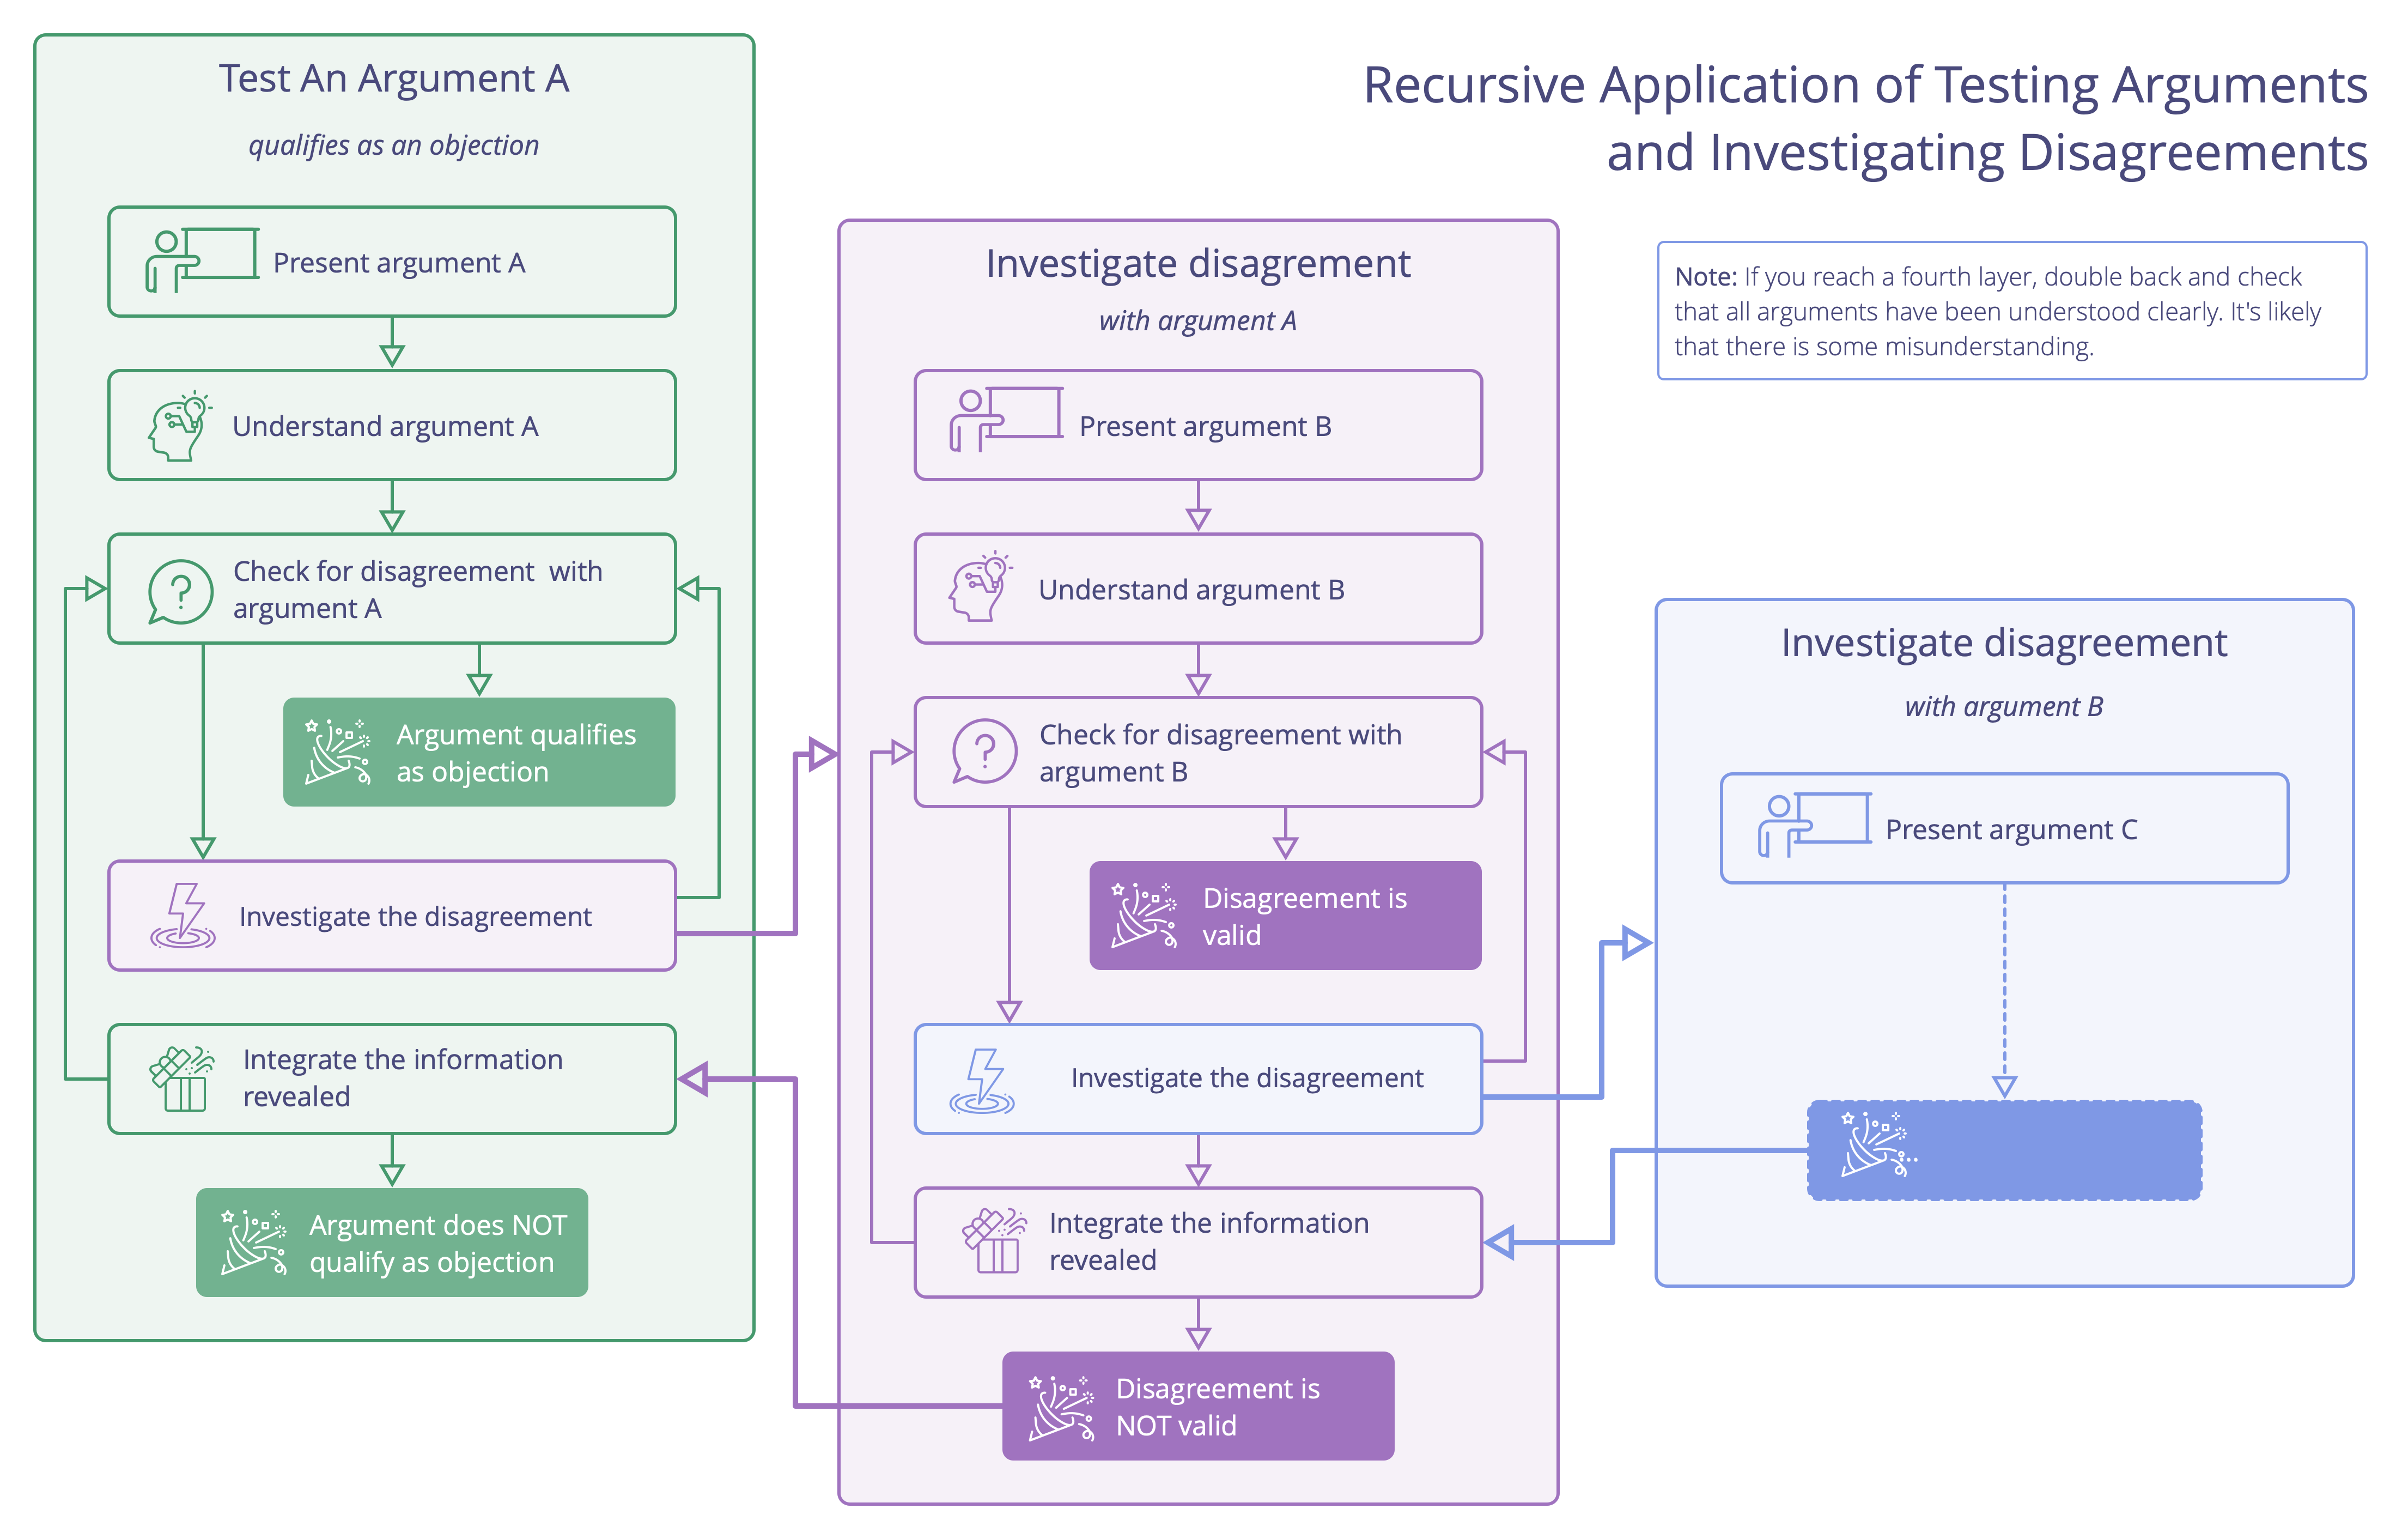 Test An Argument A
qualifies as an objection
Present argument A
Understand argument A
Check for disagreement  with
argument A
Argument qualifies
as objection
Investigate the disagreement
Integrate the information
revealed
Argument does NOT
qualify as objection
Investigate disagrement
with argument A
Present argument B
Understand argument B
Check for disagreement with
argument B
Disagreement is
valid
Investigate the disagreement
Integrate the information
revealed
Disagreement is
NOT valid
Recursive Application of Testing Arguments
and Investigating Disagreements
Note: If you reach a fourth layer, double back and check
that all arguments have been understood clearly. It's likely
that there is some misunderstanding.
Investigate disagreement
with argument B
Present argument C
...